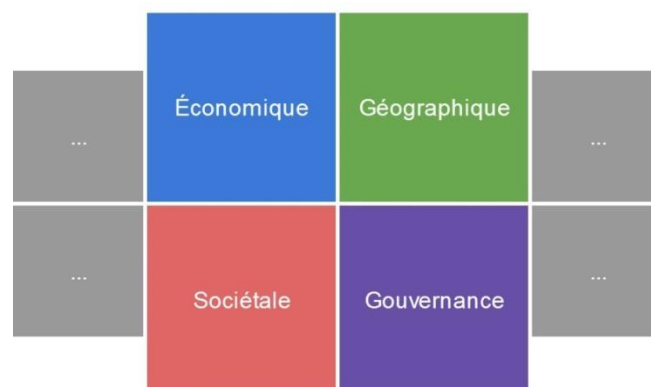 Économique
Géographique
...
...
Sociétale
Gouvernance
...
...